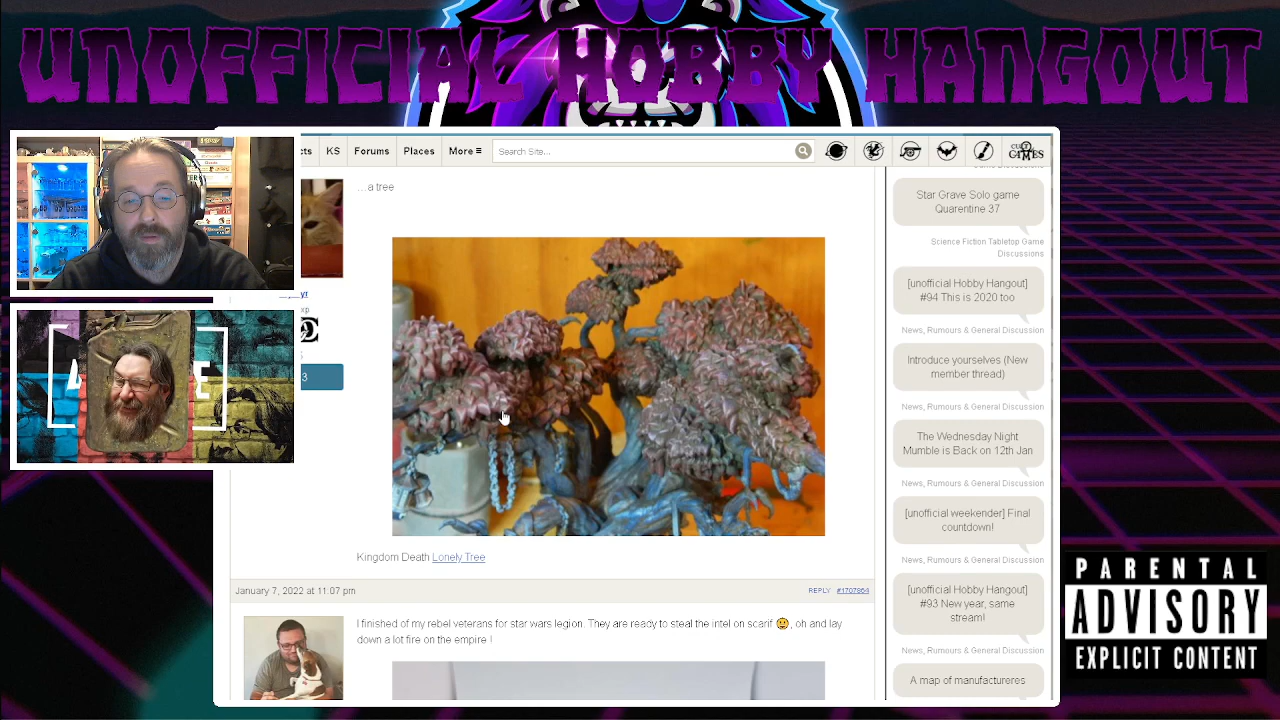 UNOFFICIAL HOBBY HANGOUT
cts
KS
Forums
Places
More ≡
Search Site...
GAMES
...a tree
Star Grave Solo game
Quarentine 37
Science Fiction Tabletop Game
Discussions
[unofficial Hobby Hangout]
#94 This is 2020 too
News, Rumours & General Discussion
Introduce yourselves (New
member thread)
News, Rumours & General Discussion
The Wednesday Night
Mumble is Back on 12th Jan
News, Rumours & General Discussion
[unofficial weekender] Final
countdown!
News, Rumours & General Discussion
[unofficial Hobby Hangout]
#93 New year, same
stream!
News, Rumours & General Discussion
A map of manufactureres
yr
xp
3
Kingdom Death Lonely Tree
January 7, 2022 at 11:07 pm
REPLY
#1707864
I finished of my rebel veterans for star wars legion. They are ready to steal the intel on scarif 🙂, oh and lay
down a lot fire on the empire !
PARENTAL
ADVISORY
EXPLICIT CONTENT